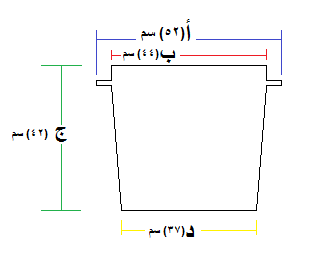 أ (٥٢) سم
ب (٤٤) سم
ج (٤٢) سم
د (٣٧) سم